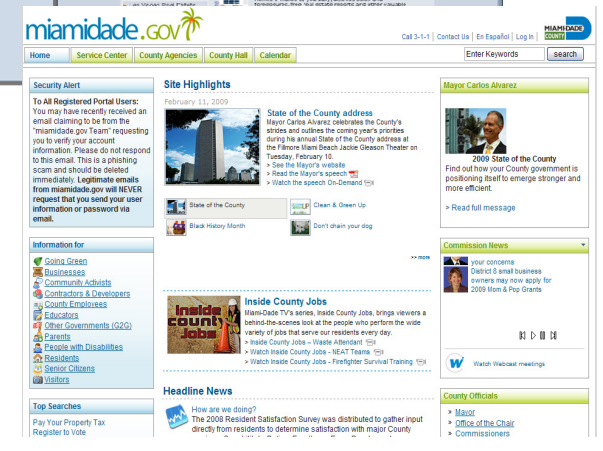 miamidade.gov
Call 3-1-1 | Contact Us | En Español | Log In |
MIAMI-DADE
COUNTY
Home
Service Center
County Agencies
County Hall
Calendar
Enter Keywords
search
Security Alert
To All Registered Portal Users:
You may have recently received an
email claiming to be from the
"miamidade.gov Team" requesting
you to verify your account
information. Please do not respond
to this email. This is a phishing
scam and should be deleted
immediately. Legitimate emails
from miamidade.gov will NEVER
request that you send your user
information or password via
email.
Information for
Going Green
Businesses
Community Activists
Contractors & Developers
County Employees
Educators
Other Governments (G2G)
Parents
People with Disabilities
Residents
Senior Citizens
Visitors
Top Searches
Pay Your Property Tax
Register to Vote
Site Highlights
February 11, 2009
State of the County address
Mayor Carlos Alvarez celebrates the County's
strides and outlines the coming year's priorities
during his annual State of the County address at
the Fillmore Miami Beach Jackie Gleason Theater on
Tuesday, February 10.
> See the Mayor's website
> Read the Mayor's speech
> Watch the speech On-Demand
State of the County
Clean & Green Up
Black History Month
Don't chain your dog
>> more
inside
county
jobs
Inside County Jobs
Miami-Dade TV's series, Inside County Jobs, brings viewers a
behind-the-scenes look at the people who perform the wide
variety of jobs that serve our residents every day.
> Inside County Jobs – Waste Attendant
> Watch Inside County Jobs - NEAT Teams
> Watch Inside County Jobs - Firefighter Survival Training
Headline News
How are we doing?
The 2008 Resident Satisfaction Survey was distributed to gather input
directly from residents to determine satisfaction with major County
Mayor Carlos Alvarez
2009 State of the County
Find out how your County government is
positioning itself to emerge stronger and
more efficient.
> Read full message
Commission News
your concerns
District 8 small business
owners may now apply for
2009 Mom & Pop Grants
W
Watch Webcast meetings
County Officials
> Mayor
> Office of the Chair
> Commissioners